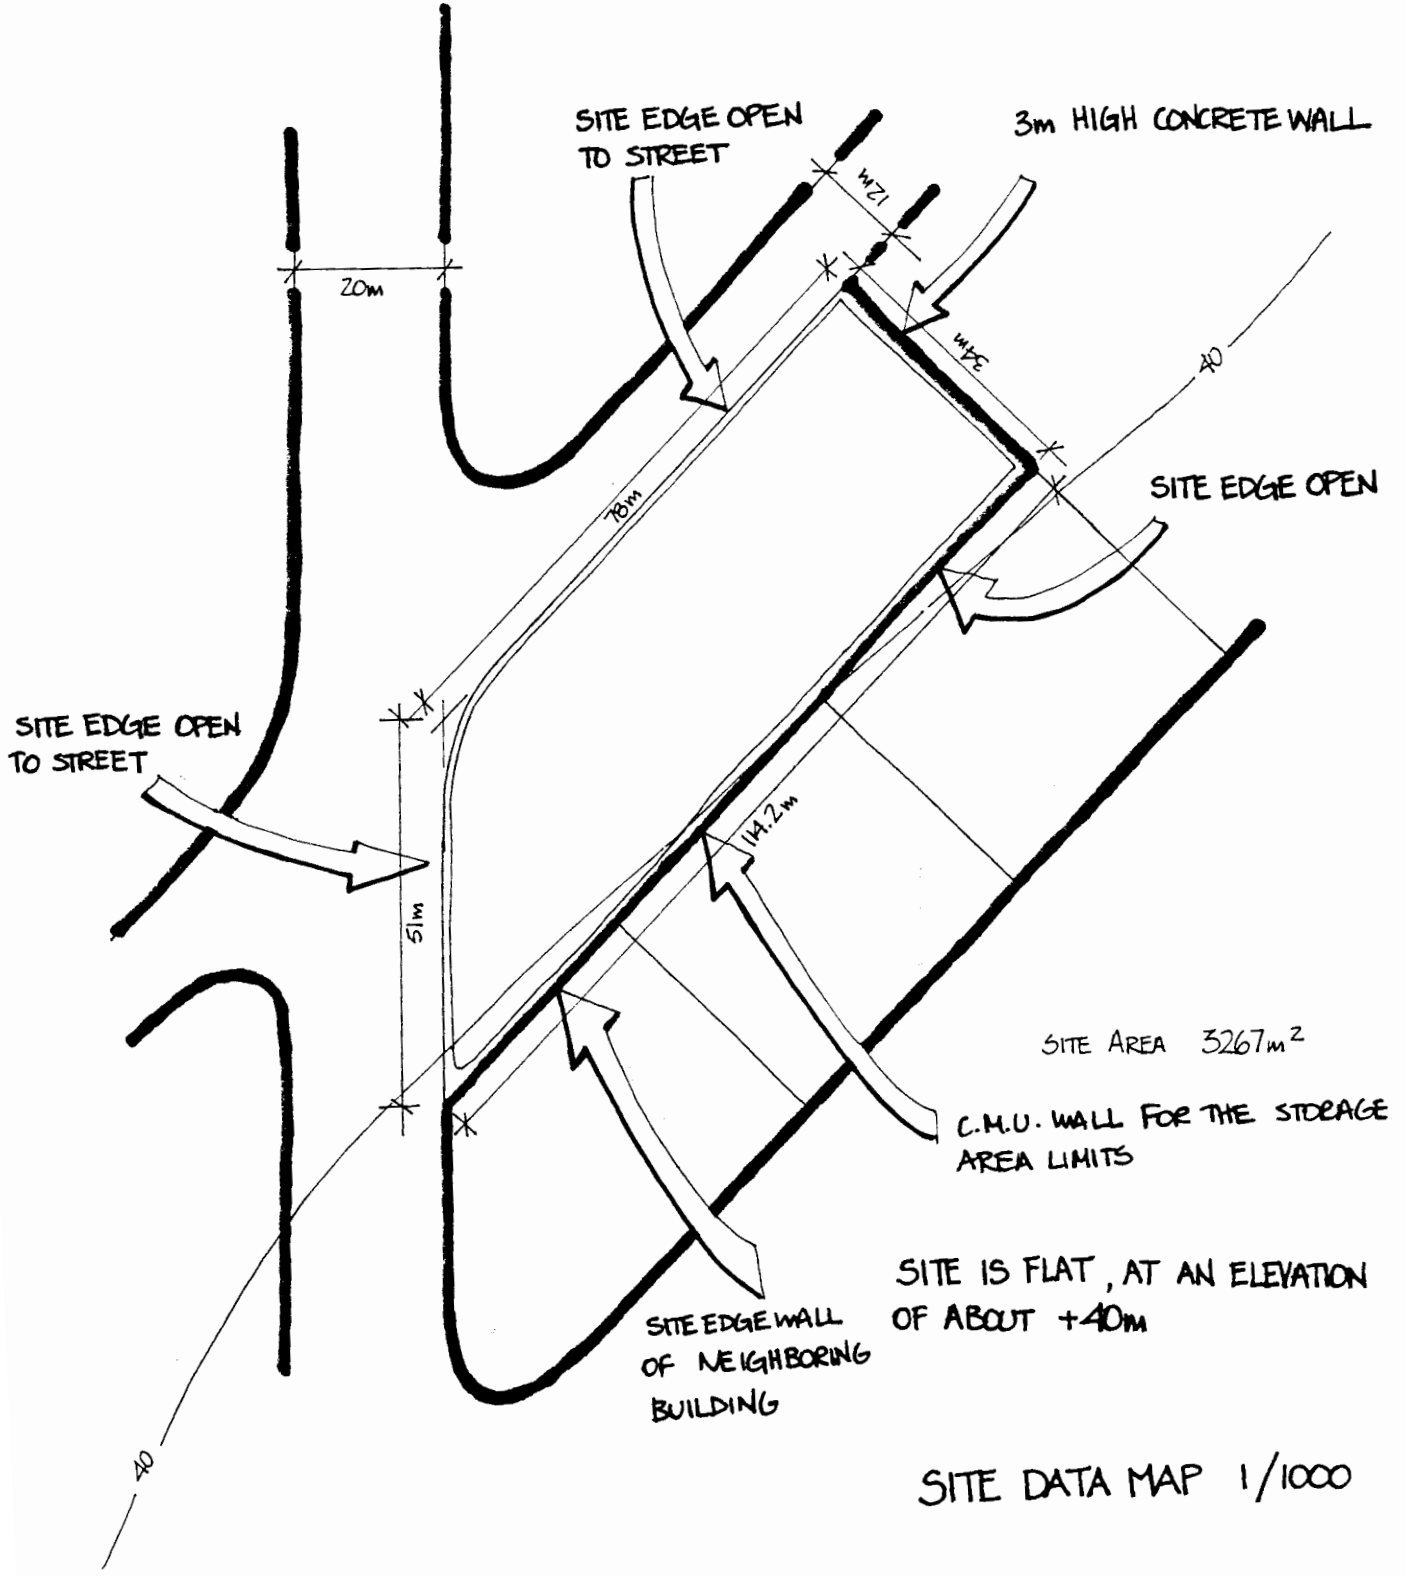 SITE EDGE OPEN
TO STREET
3m HIGH CONCRETE WALL
12m
20m
34m
40
SITE EDGE OPEN
78m
SITE EDGE OPEN
TO STREET
114.2m
51m
SITE AREA 3267m²
C.M.U. WALL FOR THE STORAGE
AREA LIMITS
SITE IS FLAT, AT AN ELEVATION
OF ABOUT +40m
SITE EDGE WALL
OF NEIGHBORING
BUILDING
40
SITE DATA MAP 1/1000